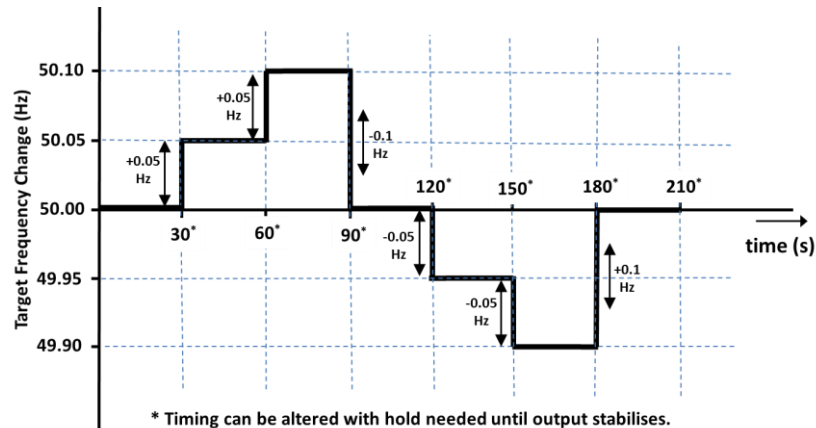 Target Frequency Change (Hz)
50.10
50.05
50.00
49.95
49.90
+0.05
Hz
+0.05
Hz
-0.1
Hz
30*
60*
90*
120*
150*
180*
210*
-0.05
Hz
-0.05
Hz
+0.1
Hz
time (s)
* Timing can be altered with hold needed until output stabilises.